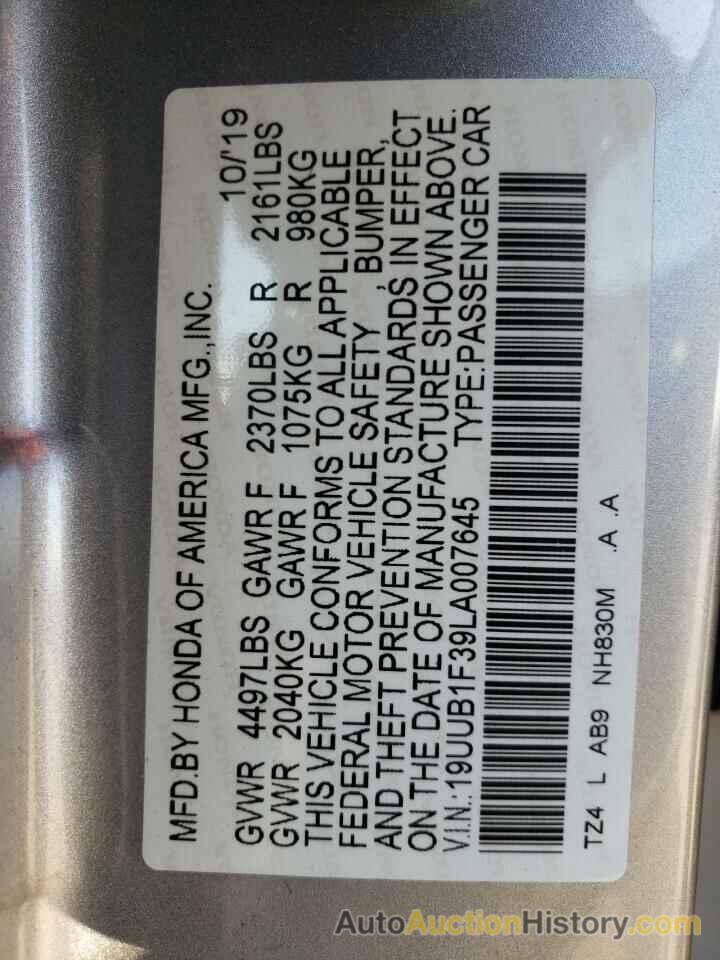 MFD.BY HONDA OF AMERICA MFG.,INC. 10/'19
GVWR 4497LBS GAWR F 2370LBS R 2161LBS
GVWR 2040KG GAWR F 1075KG R 980KG
THIS VEHICLE CONFORMS TO ALL APPLICABLE
FEDERAL MOTOR VEHICLE SAFETY , BUMPER,
AND THEFT PREVENTION STANDARDS, IN EFFECT
ON THE DATE OF MANUFACTURE SHOWN ABOVE.
V.I.N.:19UUB1F39LA007645 TYPE:PASSENGER CAR
TZ4 L AB9 NH830M .A .A
AutoAuctionHistory.com